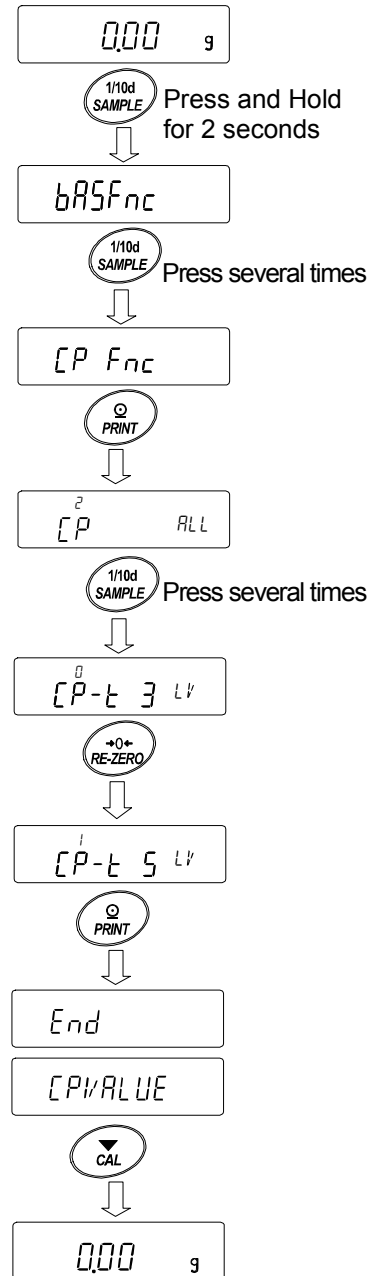 0.00 g
1/10d
SAMPLE
Press and Hold
for 2 seconds
bASFnc
1/10d
SAMPLE
Press several times
CP Fnc
PRINT
2
CP ALL
1/10d
SAMPLE
Press several times
0
CP-t 3 LV
→0←
RE-ZERO
1
CP-t 5 LV
PRINT
End
CPVALUE
CAL
0.00 g